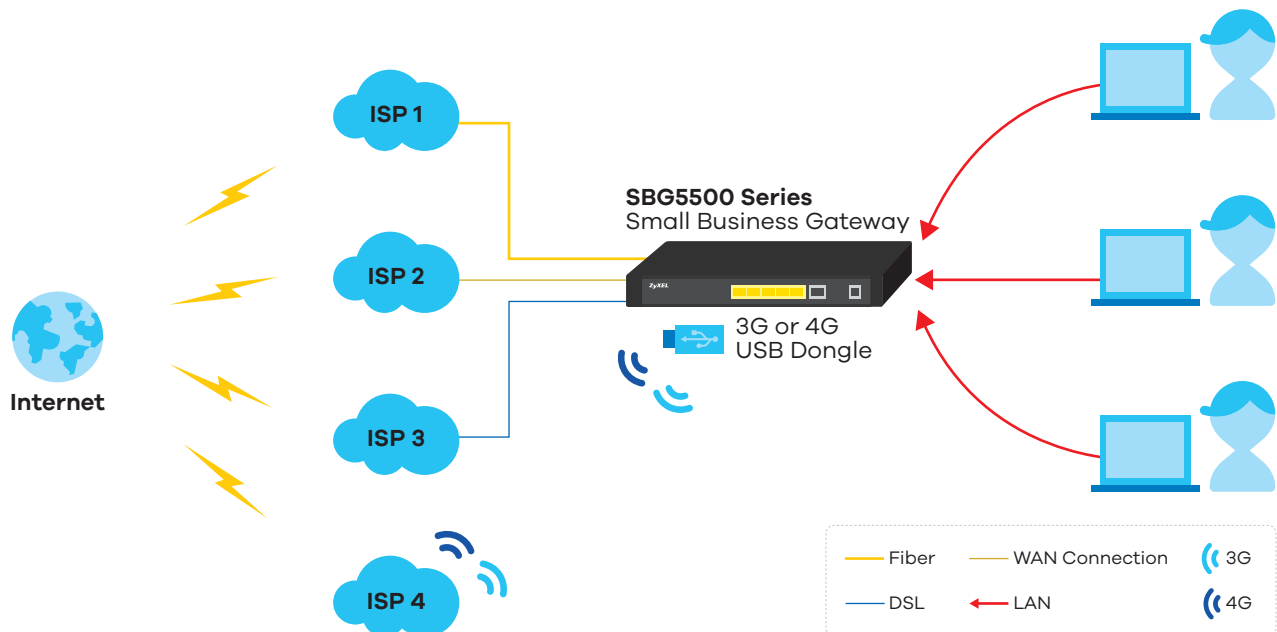 ISP 1
SBG5500 Series
Small Business Gateway
ISP 2
ZyXEL
3G or 4G
USB Dongle
Internet
ISP 3
ISP 4
Fiber
WAN Connection
3G
DSL
LAN
4G